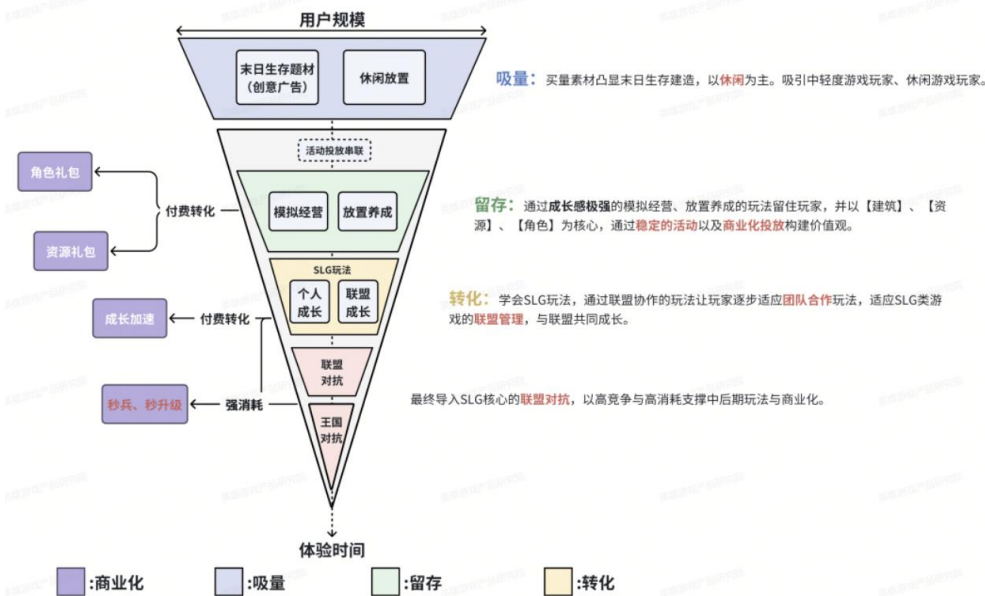 用户规模
末日生存题材
（创意广告）
休闲放置
吸量：买量素材凸显末日生存建造，以休闲为主。吸引中轻度游戏玩家、休闲游戏玩家。
活动投放串联
角色礼包
付费转化
资源礼包
模拟经营
放置养成
留存：通过成长感极强的模拟经营、放置养成的玩法留住玩家，并以【建筑】、【资
源】、【角色】为核心，通过稳定的活动以及商业化投放构建价值观。
SLG玩法
个人
成长
联盟
成长
成长加速
付费转化
转化：学会SLG玩法，通过联盟协作的玩法让玩家逐步适应团队合作玩法，适应SLG类游
戏的联盟管理，与联盟共同成长。
联盟
对抗
秒兵、秒升级
强消耗
王国
对抗
最终导入SLG核心的联盟对抗，以高竞争与高消耗支撑中后期玩法与商业化。
体验时间
:商业化
:吸量
:留存
:转化